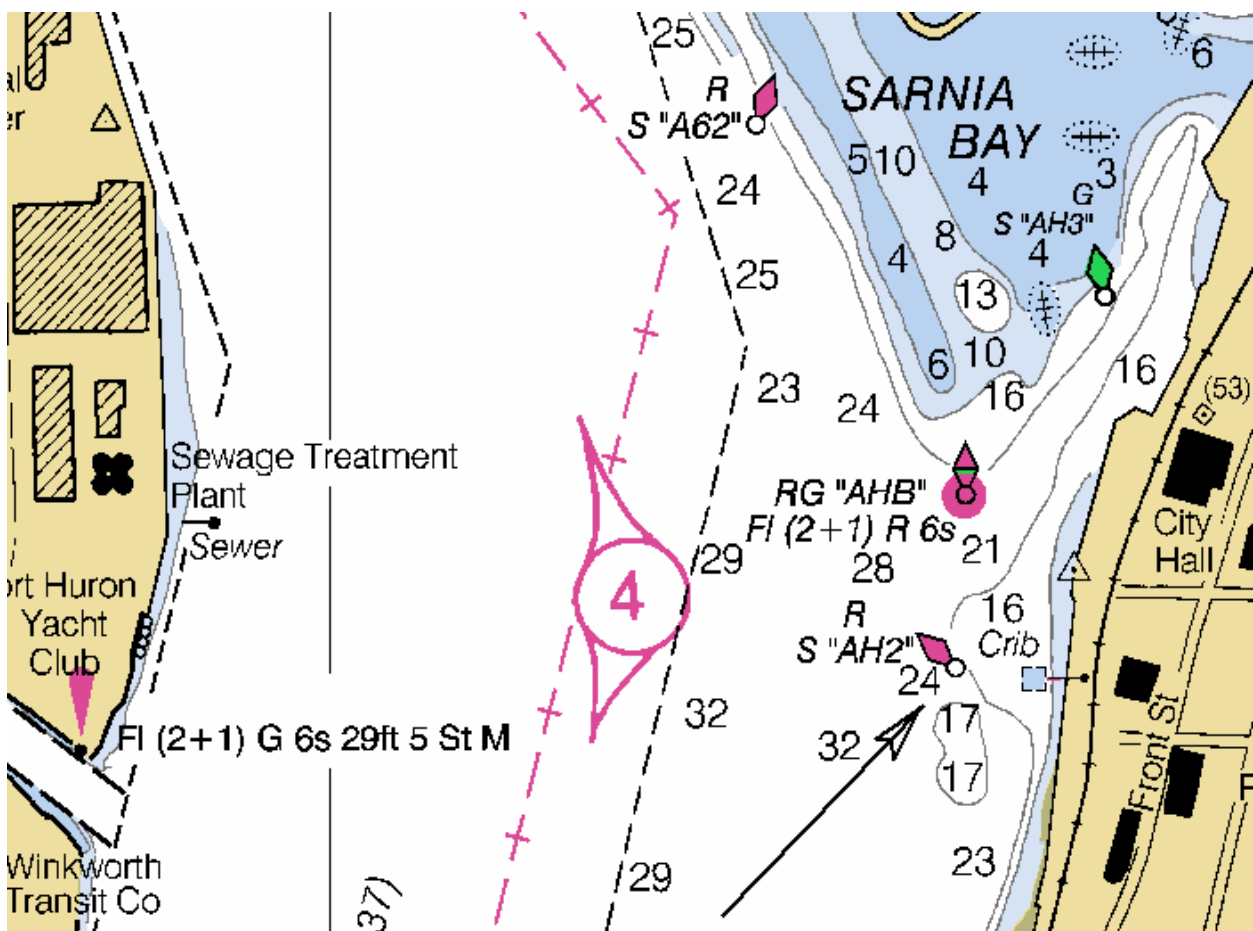 25
R
S "A62"
SARNIA
BAY
6
5
10
4
3
24
G
S "AH3"
8
4
4
25
13
10
6
16
16
23
24
(53)
Sewage Treatment
Plant
Sewer
RG "AHB"
Fl (2+1) R 6s
21
28
City
Hall
29
4
ort Huron
Yacht
Club
R
S "AH2"
16
Crib
24
17
32
32
17
Front St
Fl (2+1) G 6s 29ft 5 St M
Winkworth
Transit Co
29
23
37)